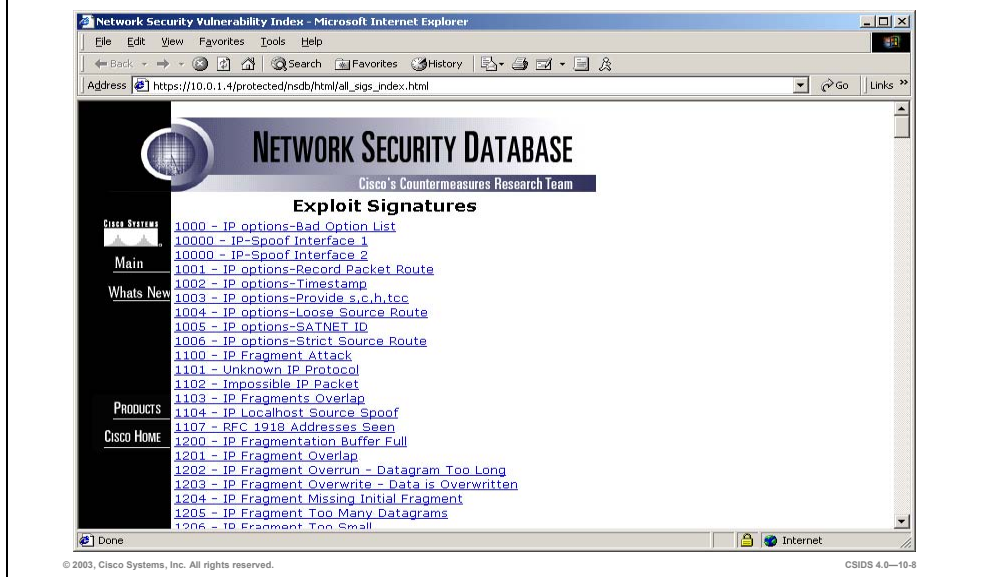 Network Security Vulnerability Index - Microsoft Internet Explorer
File Edit View Favorites Tools Help
Back Search Favorites History
Address https://10.0.1.4/protected/nsdb/html/all_sigs_index.html Go Links »
NETWORK SECURITY DATABASE
Cisco's Countermeasures Research Team
Exploit Signatures
CISCO SYSTEMS
Main
Whats New
PRODUCTS
CISCO HOME
1000 - IP options-Bad Option List
10000 - IP-Spoof Interface 1
10000 - IP-Spoof Interface 2
1001 - IP options-Record Packet Route
1002 - IP options-Timestamp
1003 - IP options-Provide s,c,h,tcc
1004 - IP options-Loose Source Route
1005 - IP options-SATNET ID
1006 - IP options-Strict Source Route
1100 - IP Fragment Attack
1101 - Unknown IP Protocol
1102 - Impossible IP Packet
1103 - IP Fragments Overlap
1104 - IP Localhost Source Spoof
1107 - RFC 1918 Addresses Seen
1200 - IP Fragmentation Buffer Full
1201 - IP Fragment Overlap
1202 - IP Fragment Overrun - Datagram Too Long
1203 - IP Fragment Overwrite - Data is Overwritten
1204 - IP Fragment Missing Initial Fragment
1205 - IP Fragment Too Many Datagrams
1206 - IP Fragment Too Small
Done Internet
© 2003, Cisco Systems, Inc. All rights reserved. CSIDS 4.0—10-8